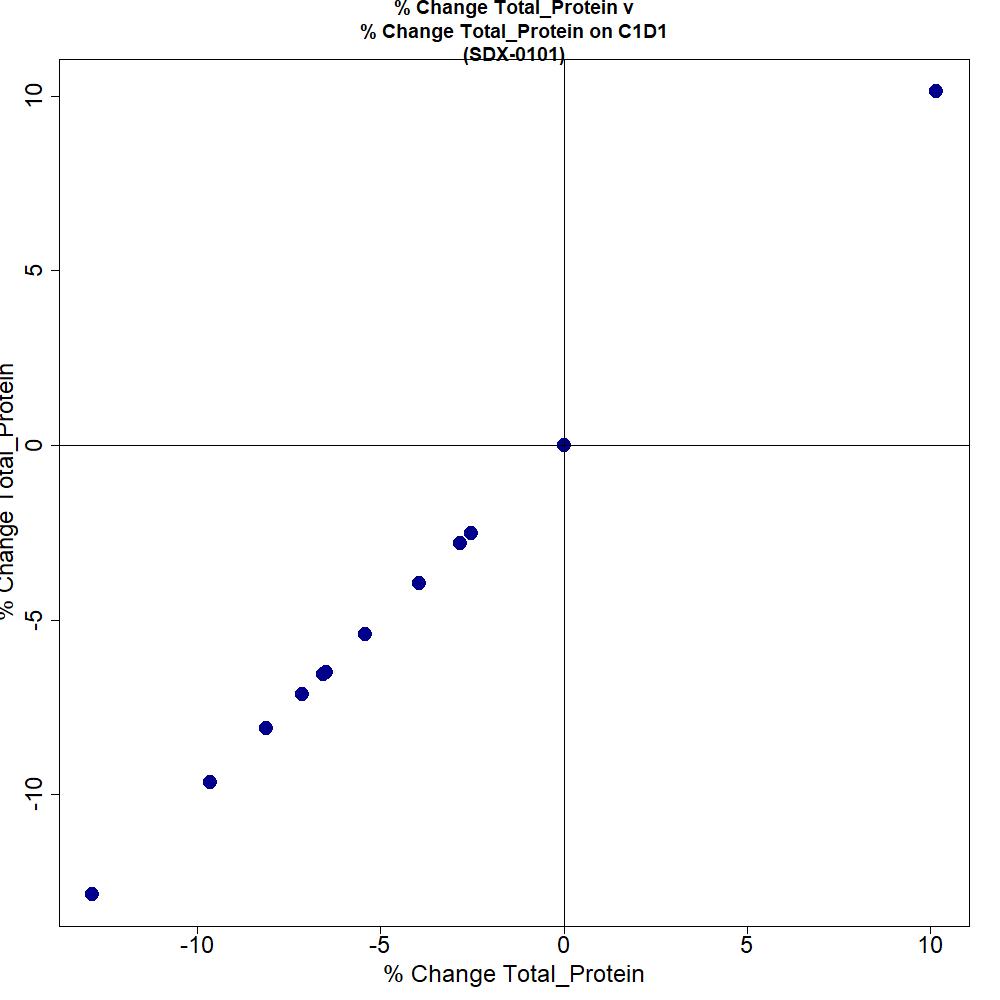 % Change Total_Protein v
% Change Total_Protein on C1D1
(SDX-0101)
% Change Total_Protein
10
5
0
-5
-10
-10
-5
0
5
10
% Change Total_Protein